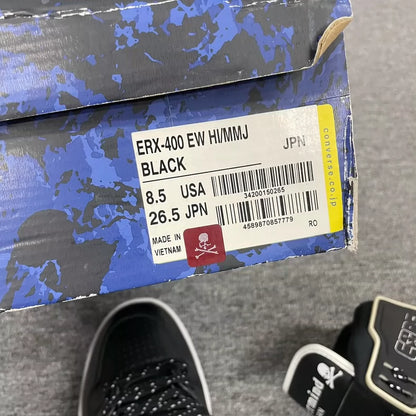 ERX-400 EW HI/MMJ
JPN
BLACK
8.5 USA
26.5 JPN
34200150265
4589870857779
RO
MADE IN
VIETNAM
converse.co.jp
mastermind